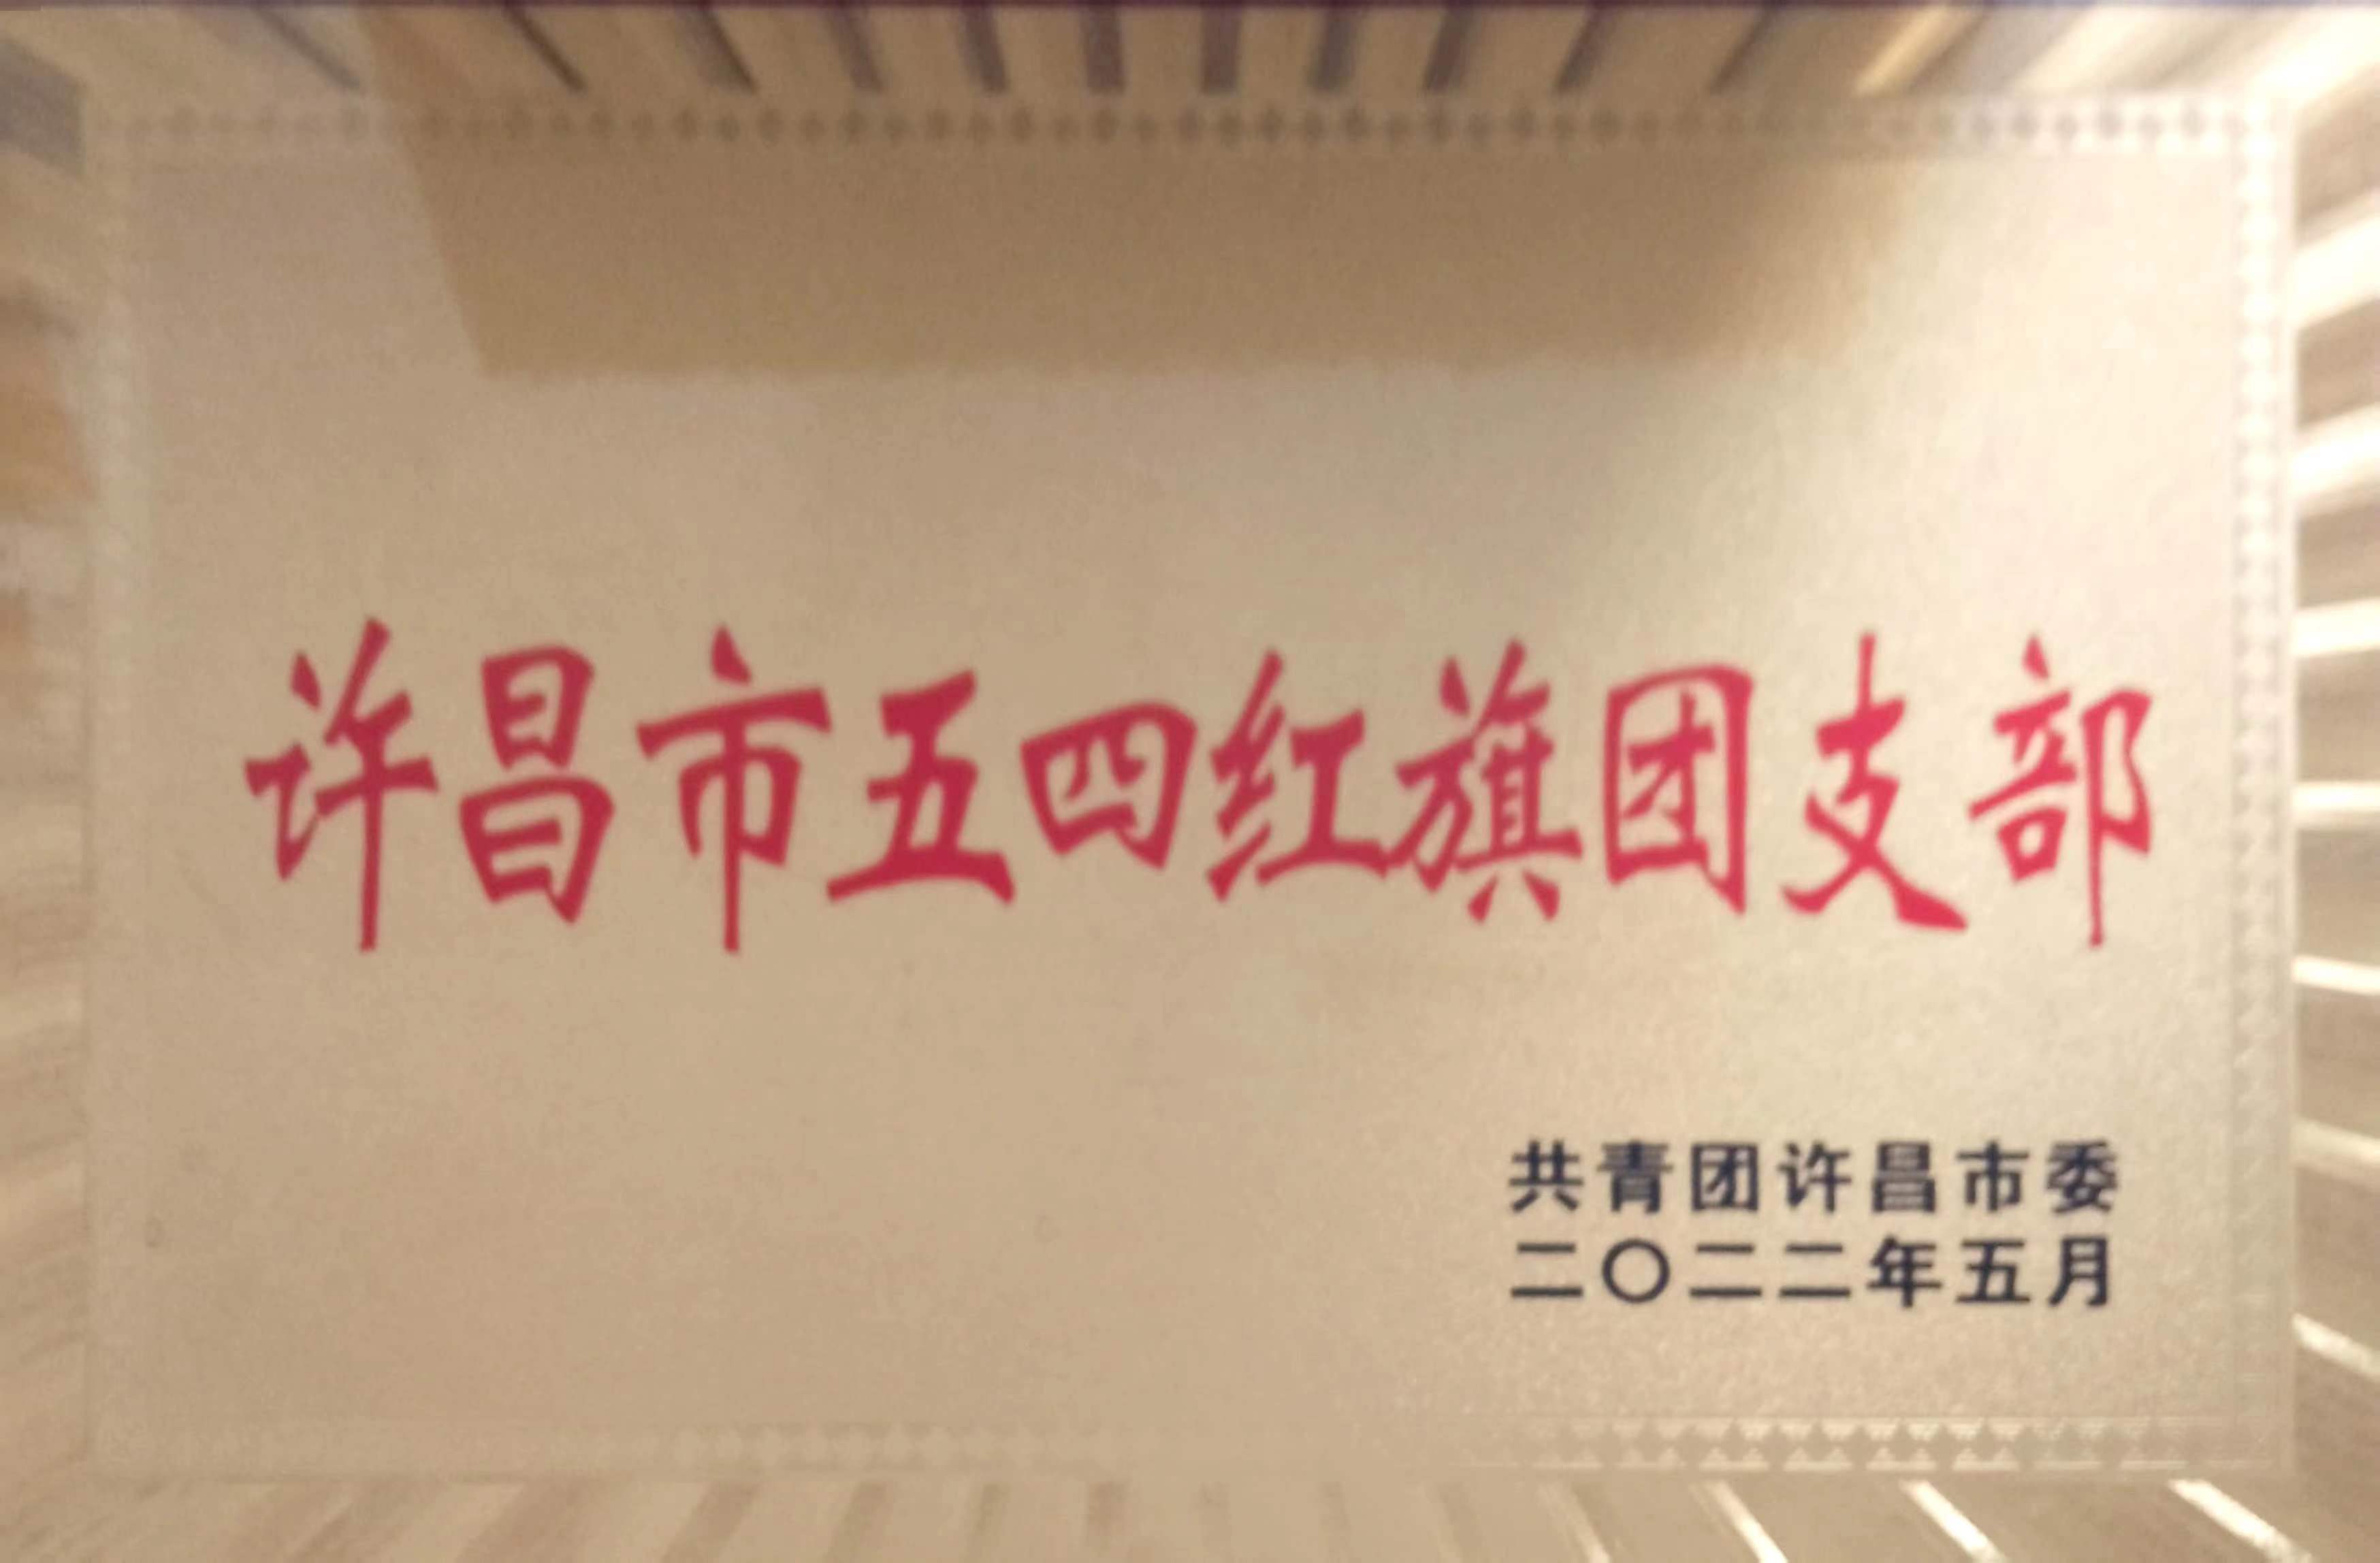 许昌市五四红旗团支部
共青团许昌市委
二〇二二年五月